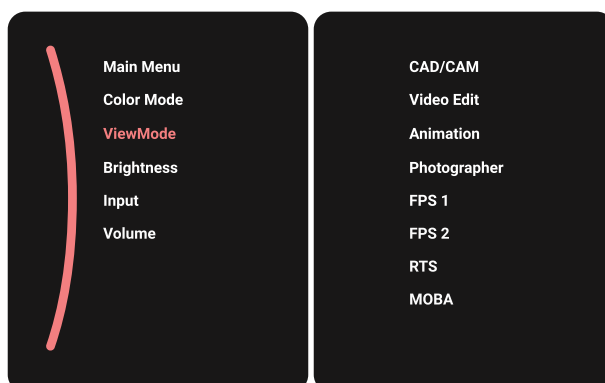 Main Menu
Color Mode
ViewMode
Brightness
Input
Volume
CAD/CAM
Video Edit
Animation
Photographer
FPS 1
FPS 2
RTS
MOBA